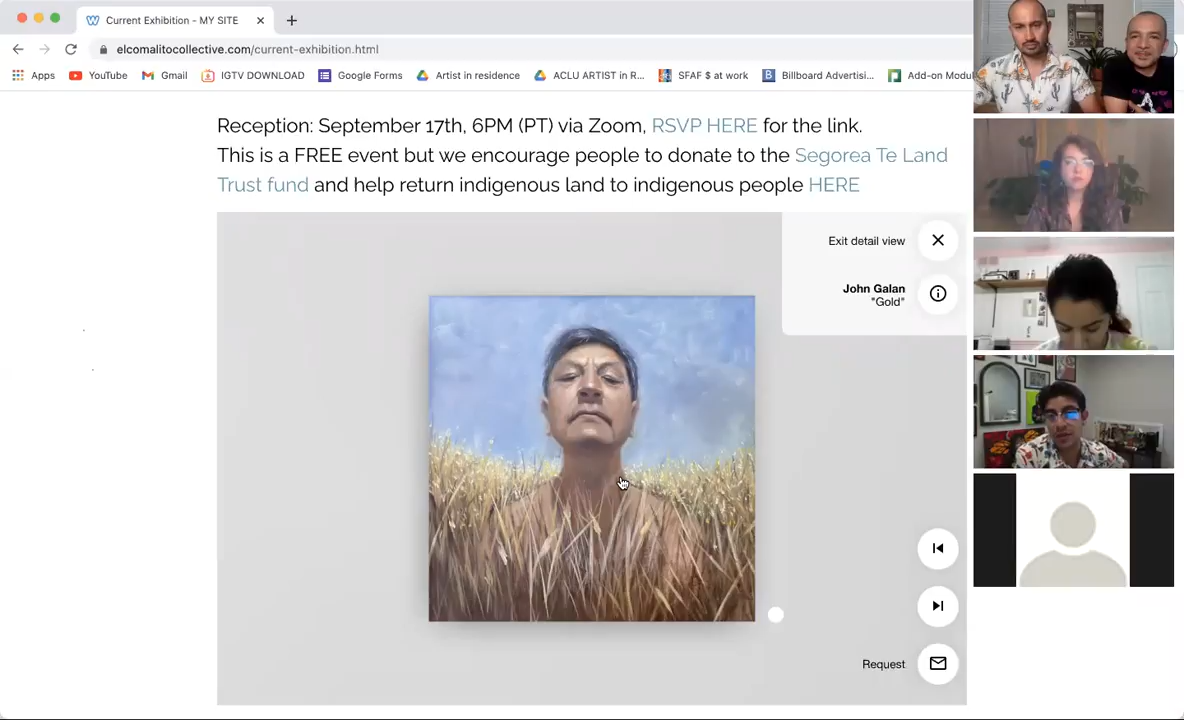 Current Exhibition - MY SITE
elcomalitocollective.com/current-exhibition.html
Apps YouTube Gmail IGTV DOWNLOAD Google Forms Artist in residence ACLU ARTIST in R... SFAF $ at work Billboard Advertisi... Add-on Modul
Reception: September 17th, 6PM (PT) via Zoom, RSVP HERE for the link.
This is a FREE event but we encourage people to donate to the Segorea Te Land
Trust fund and help return indigenous land to indigenous people HERE
Exit detail view
John Galan
"Gold"
Request